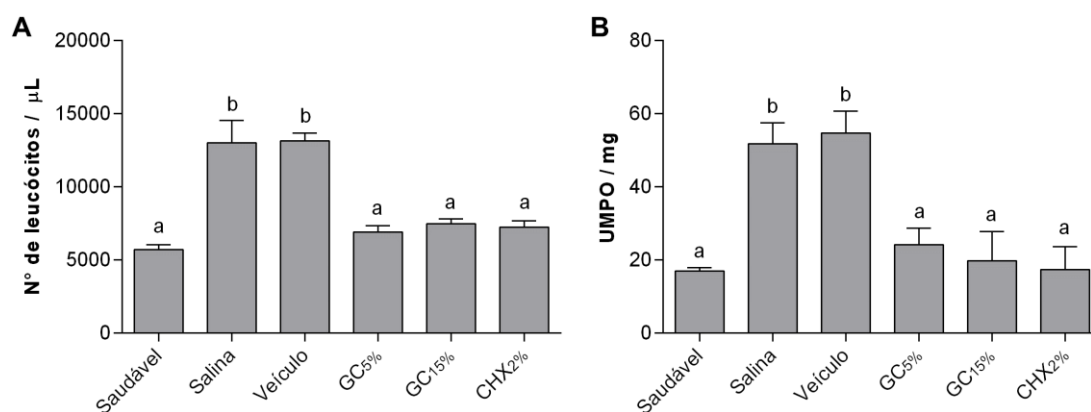 A
Nº de leucócitos / μL
20000
15000
10000
5000
0
a
b
b
a
a
a
Saudável
Salina
Veículo
GC5%
GC15%
CHX2%
B
UMPO / mg
80
60
40
20
0
a
b
b
a
a
a
Saudável
Salina
Veículo
GC5%
GC15%
CHX2%